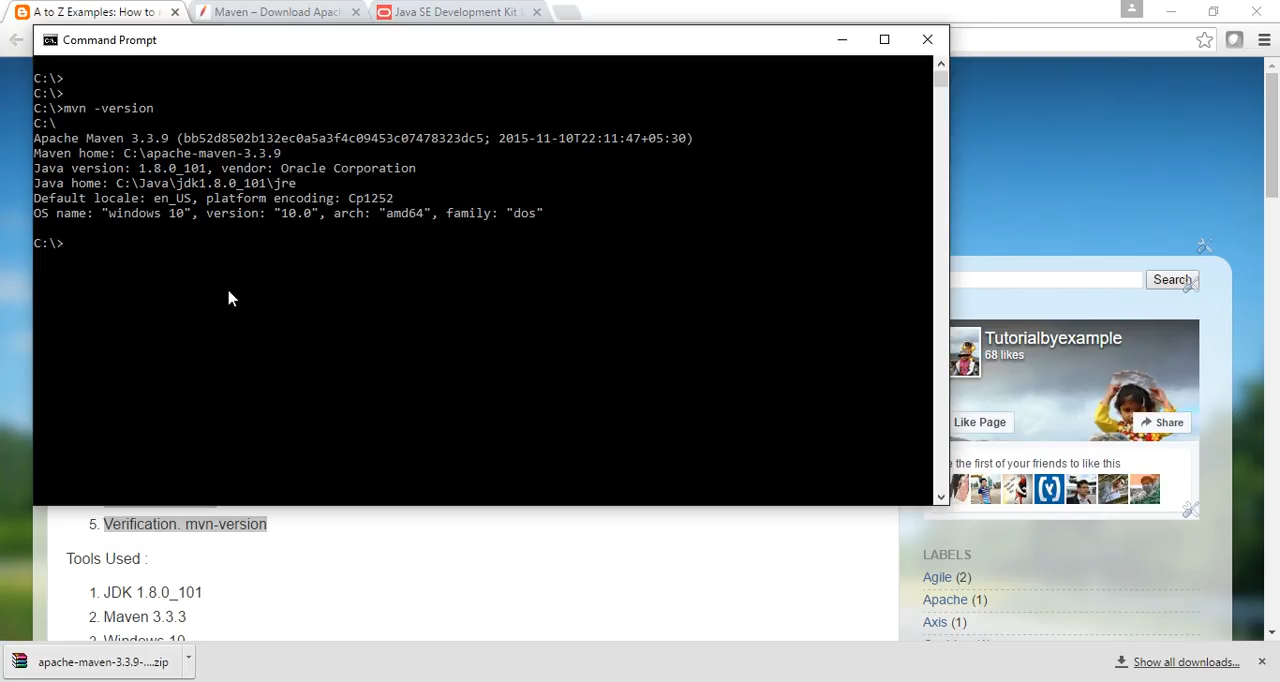 A to Z Examples: How to
Maven – Download Apac
Java SE Development Kit
Command Prompt
C:\>
C:\>
C:\>mvn -version
C:\
Apache Maven 3.3.9 (bb52d8502b132ec0a5a3f4c09453c07478323dc5; 2015-11-10T22:11:47+05:30)
Maven home: C:\apache-maven-3.3.9
Java version: 1.8.0_101, vendor: Oracle Corporation
Java home: C:\Java\jdk1.8.0_101\jre
Default locale: en_US, platform encoding: Cp1252
OS name: "windows 10", version: "10.0", arch: "amd64", family: "dos"
C:\>
Search
Tutorialbyexample
68 likes
Like Page
Share
the first of your friends to like this
5. Verification. mvn-version
Tools Used :
1. JDK 1.8.0_101
2. Maven 3.3.3
3. Windows 10
LABELS
Agile (2)
Apache (1)
Axis (1)
apache-maven-3.3.9-....zip
Show all downloads...